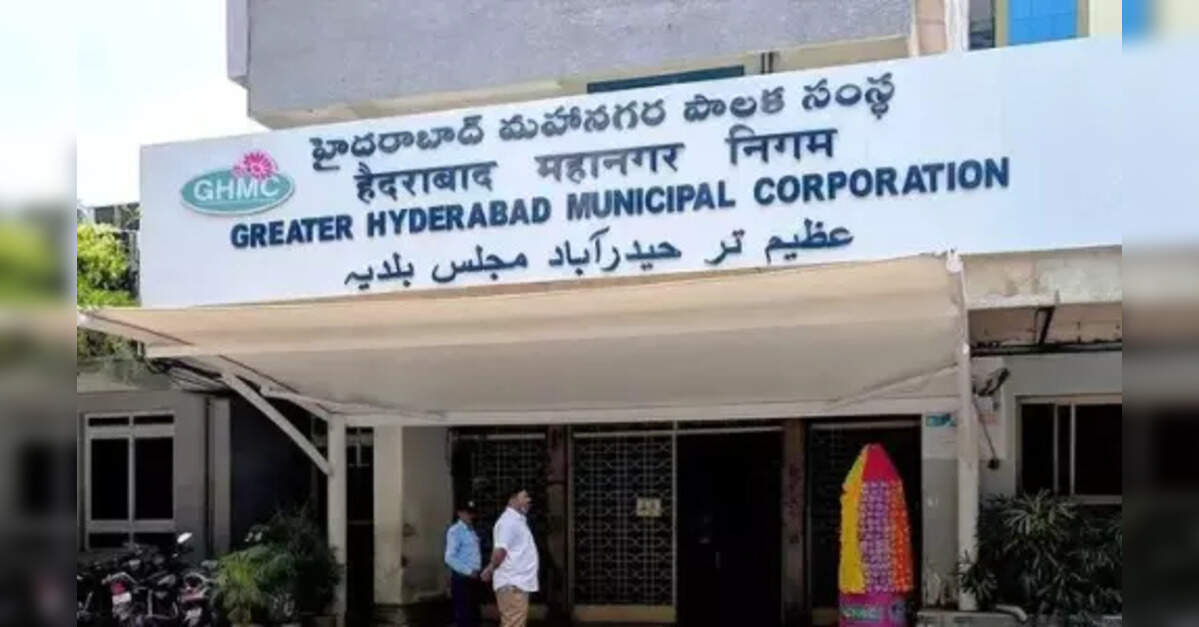 హైదరాబాద్ మహానగర పాలక సంస్థ
हैदराबाद महानगर निगम
GHMC
GREATER HYDERABAD MUNICIPAL CORPORATION
عظیم تر حیدرآباد مجلس بلدیہ